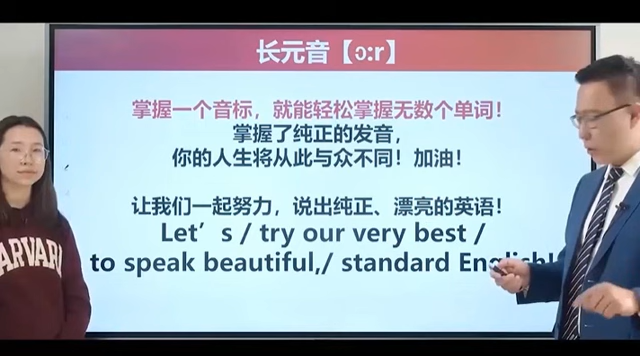 长元音【ɔ:r】
掌握一个音标，就能轻松掌握无数个单词！
掌握了纯正的发音，
你的人生将从此与众不同！加油！
让我们一起努力，说出纯正、漂亮的英语！
Let's / try our very best /
to speak beautiful,/ standard English!
HARVARD